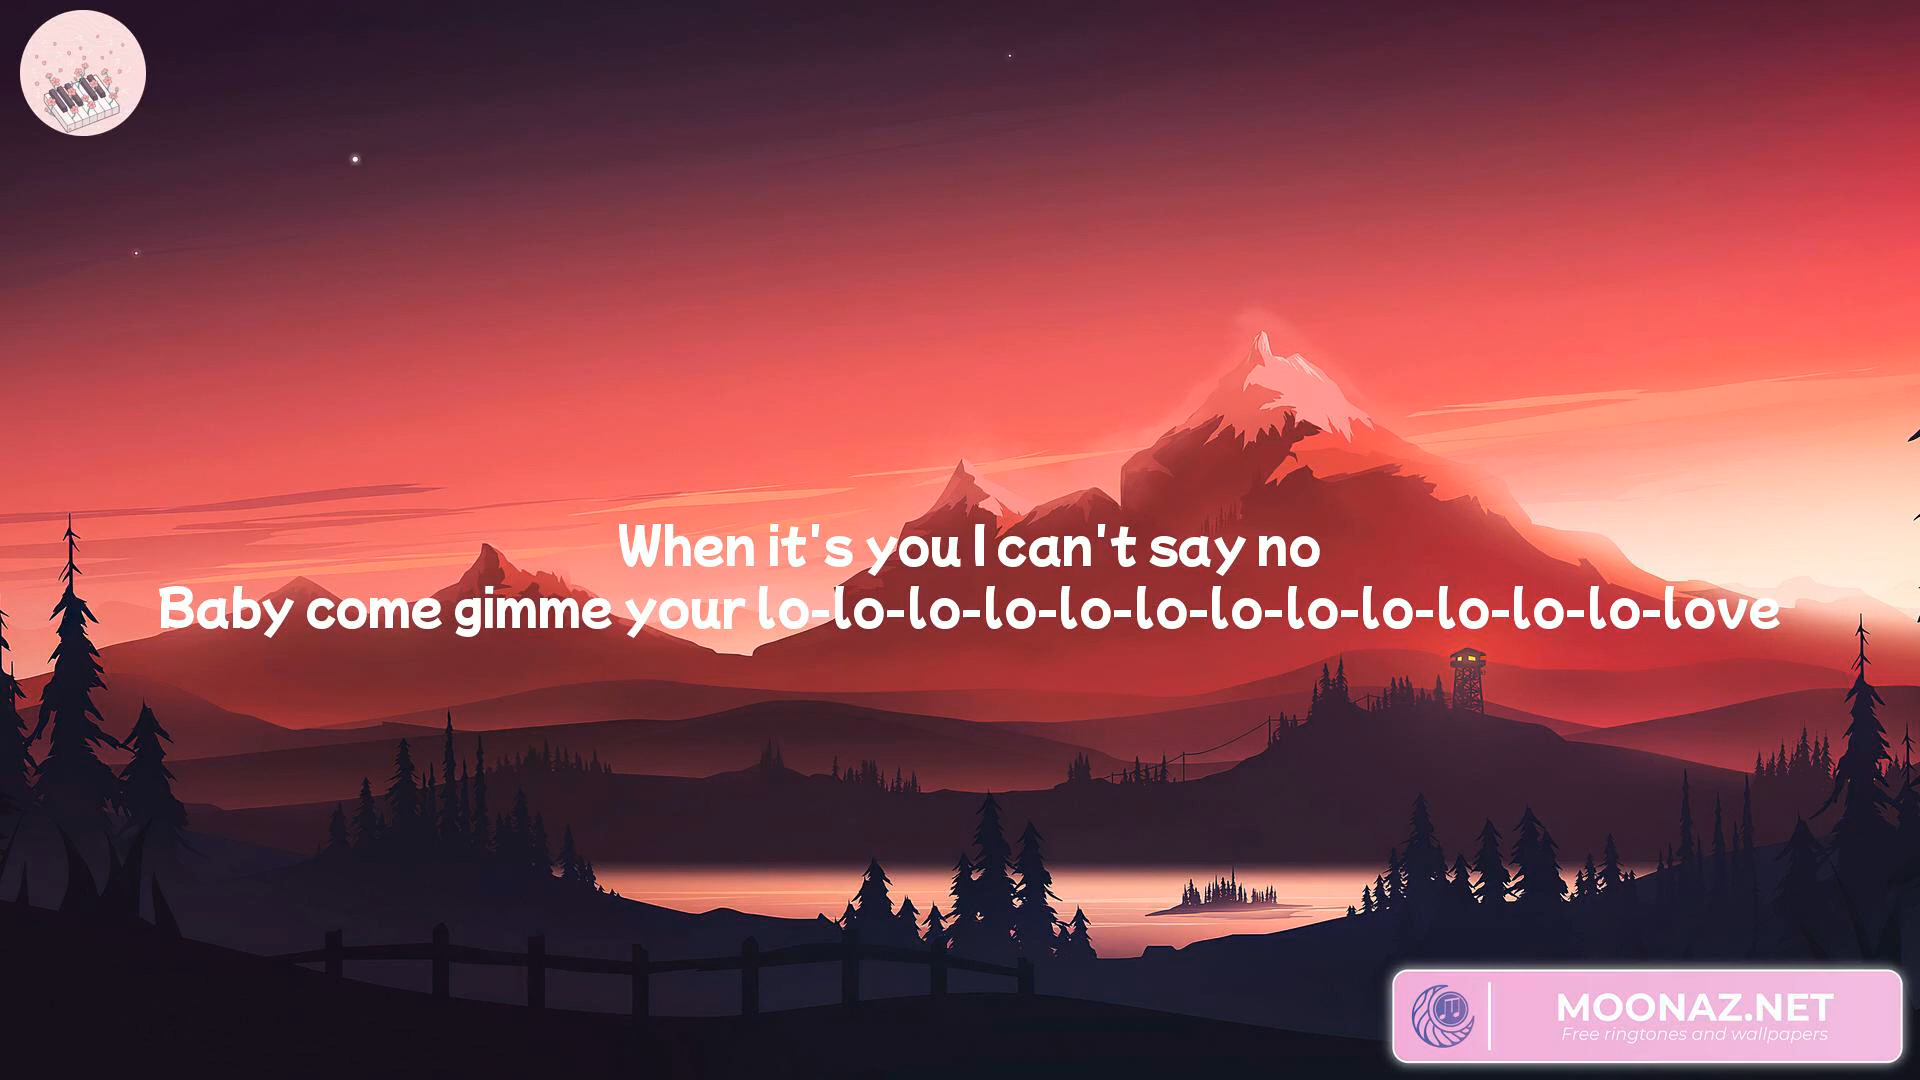 When it's you I can't say no
Baby come gimme your lo-lo-lo-lo-lo-lo-lo-lo-lo-lo-lo-lo-love
MOONAZ.NET
Free ringtones and wallpapers